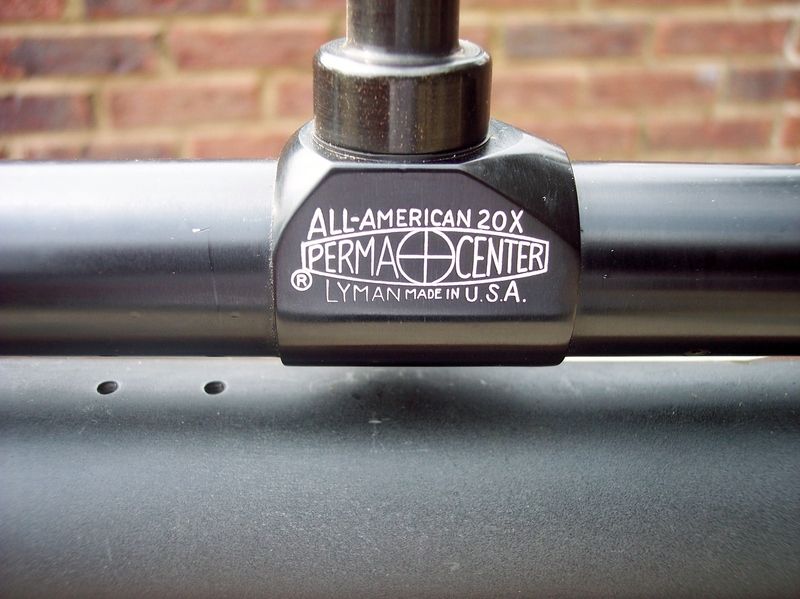 ALL-AMERICAN 20X
PERMA CENTER
® LYMAN MADE IN U.S.A.